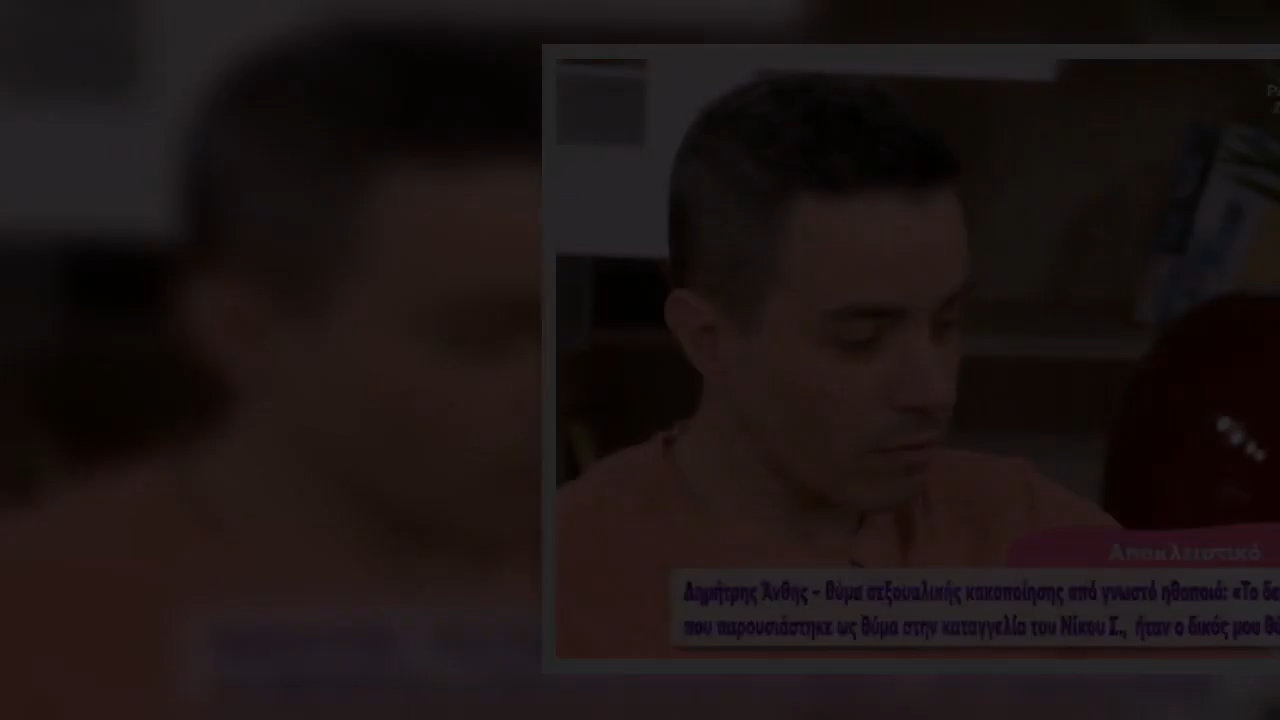 Αποκλειστικό
Δημήτρης Άνθης – θύμα σεξουαλικής κακοποίησης από γνωστό ηθοποιό: «Το
που παρουσιάστηκε ως θύμα στην καταγγελία του Νίκου Σ., ήταν ο δικός μου